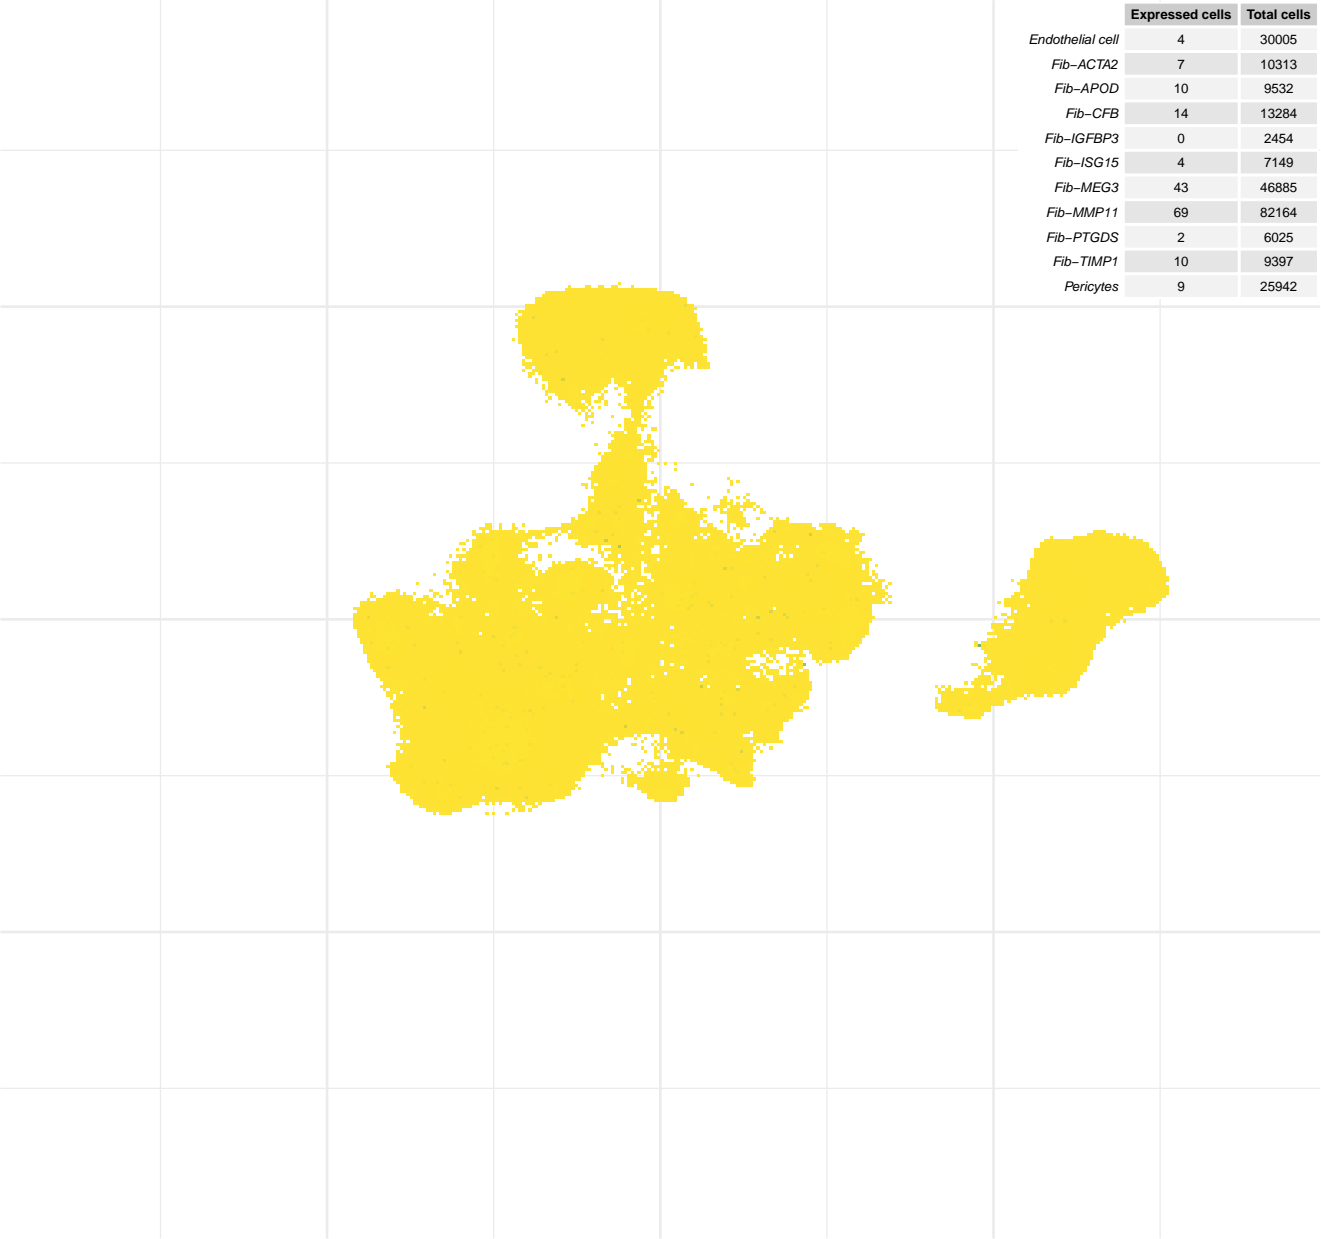 Expressed cells Total cells
Endothelial cell 4 30005
Fib−ACTA2 7 10313
Fib−APOD 10 9532
Fib−CFB 14 13284
Fib−IGFBP3 0 2454
Fib−ISG15 4 7149
Fib−MEG3 43 46885
Fib−MMP11 69 82164
Fib−PTGDS 2 6025
Fib−TIMP1 10 9397
Pericytes 9 25942